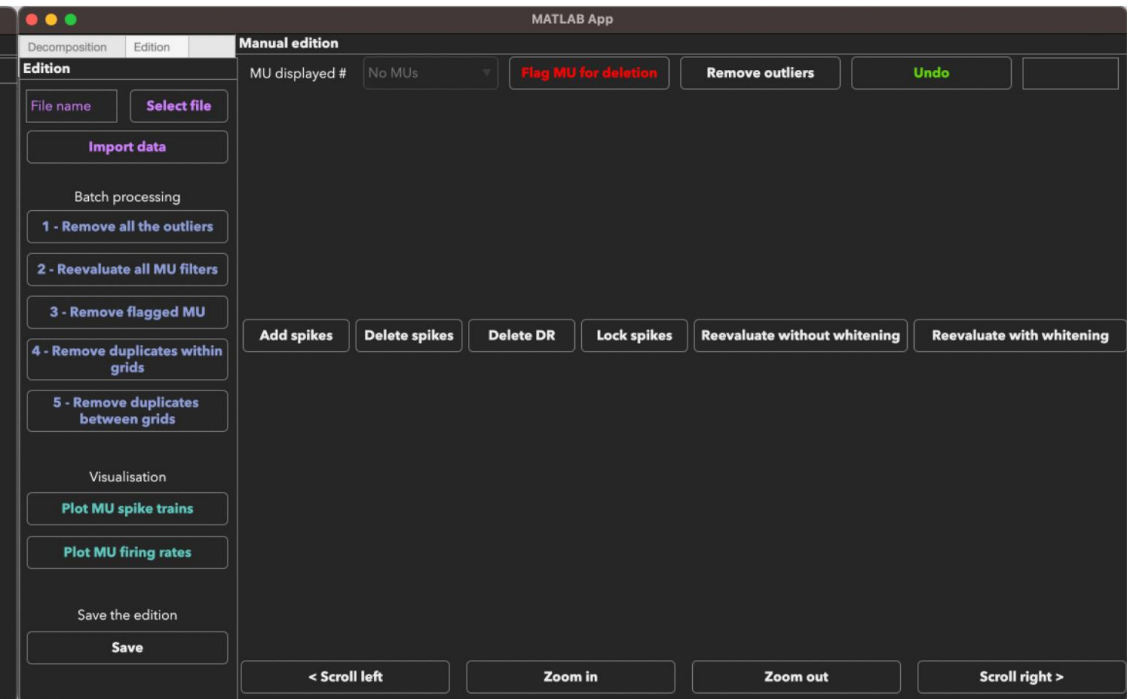 MATLAB App
Decomposition Edition
Edition
File name Select file
Import data
Batch processing
1 - Remove all the outliers
2 - Reevaluate all MU filters
3 - Remove flagged MU
4 - Remove duplicates within
grids
5 - Remove duplicates
between grids
Visualisation
Plot MU spike trains
Plot MU firing rates
Save the edition
Save
Manual edition
MU displayed # No MUs Flag MU for deletion Remove outliers Undo
Add spikes Delete spikes Delete DR Lock spikes Reevaluate without whitening Reevaluate with whitening
< Scroll left Zoom in Zoom out Scroll right >